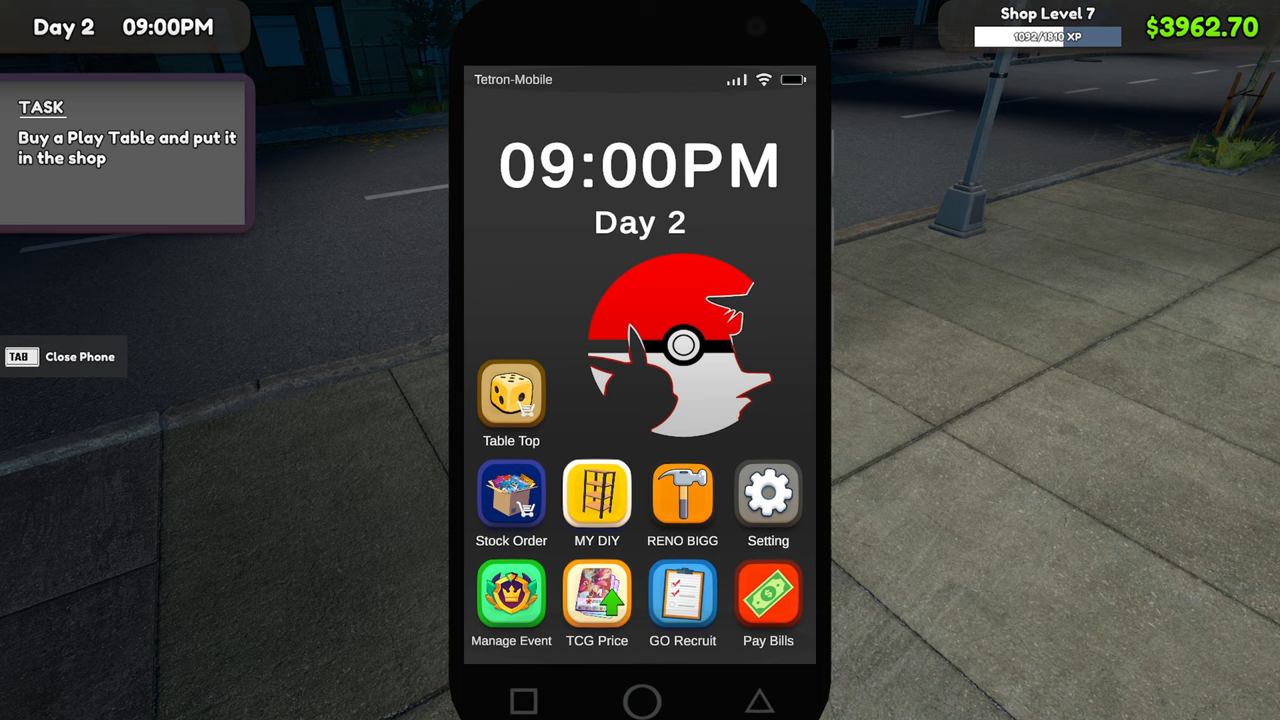 Day 2 09:00PM
Shop Level 7
1092/1810 XP
$3962.70
TASK
Buy a Play Table and put it
in the shop
TAB Close Phone
Tetron-Mobile
09:00PM
Day 2
Table Top
Stock Order MY DIY RENO BIGG Setting
Manage Event TCG Price GO Recruit Pay Bills